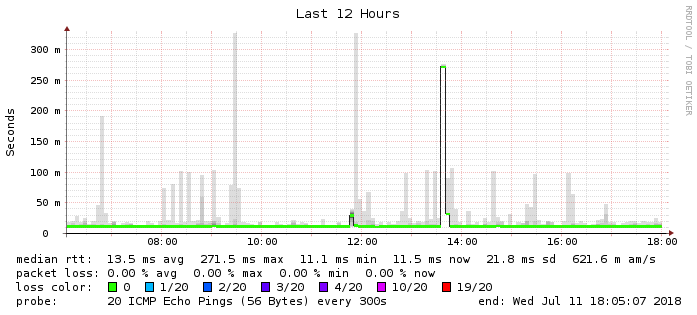 Last 12 Hours
RRDTOOL / TOBI OETIKER
Seconds
300 m
250 m
200 m
150 m
100 m
50 m
0
08:00 10:00 12:00 14:00 16:00 18:00
median rtt: 13.5 ms avg 271.5 ms max 11.1 ms min 11.5 ms now 21.8 ms sd 621.6 m am/s
packet loss: 0.00 % avg 0.00 % max 0.00 % min 0.00 % now
loss color: 0 1/20 2/20 3/20 4/20 10/20 19/20
probe: 20 ICMP Echo Pings (56 Bytes) every 300s end: Wed Jul 11 18:05:07 2018